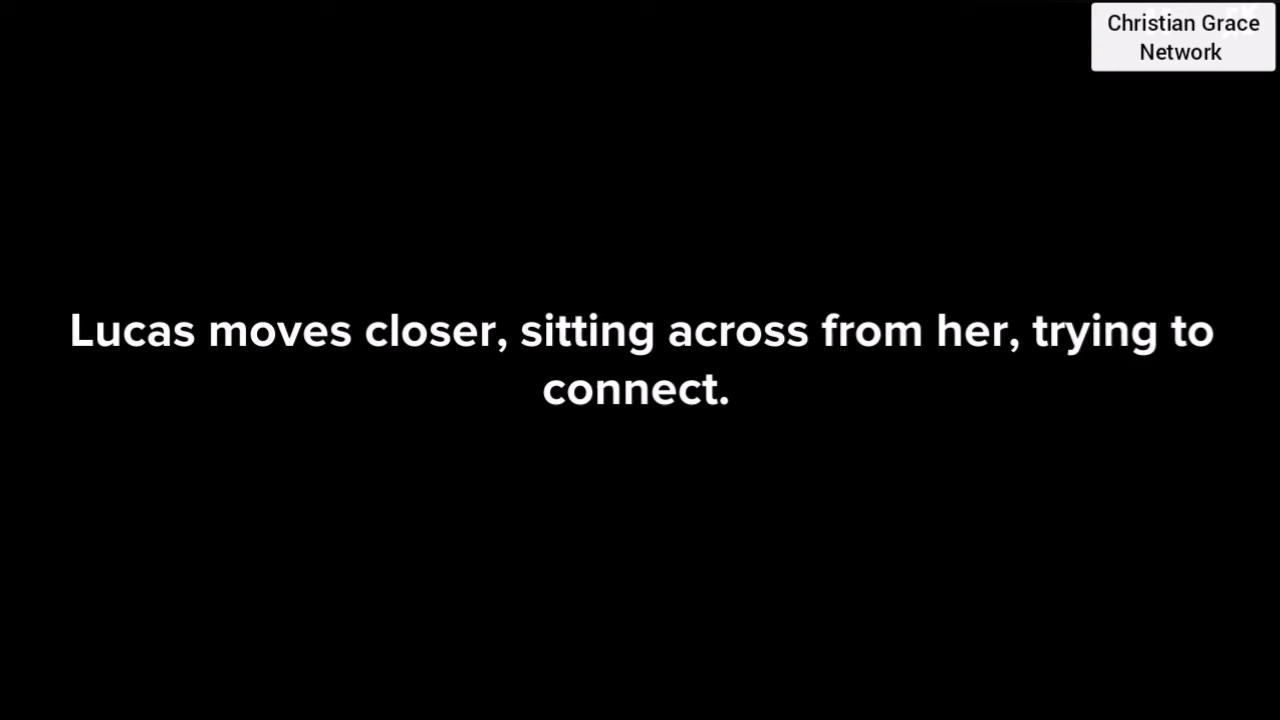 Christian Grace
Network
Lucas moves closer, sitting across from her, trying to
connect.